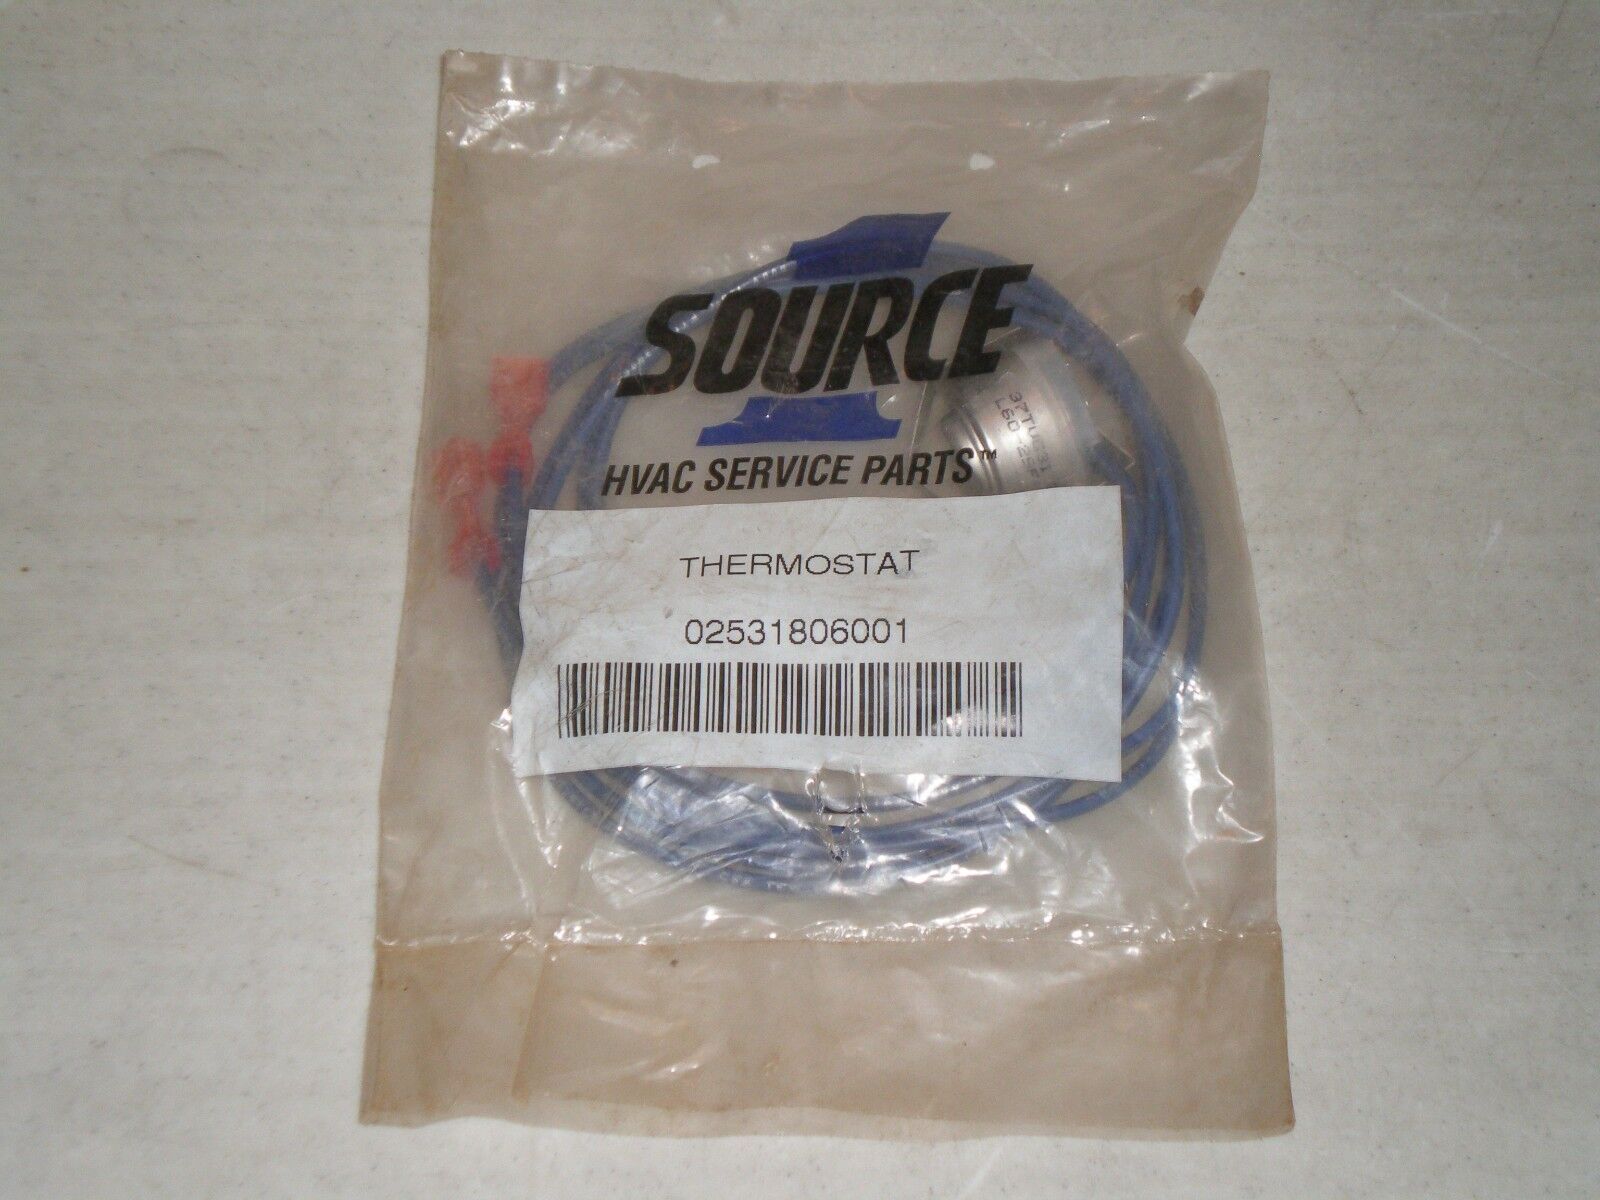 1
SOURCE
HVAC SERVICE PARTS™
THERMOSTAT
02531806001